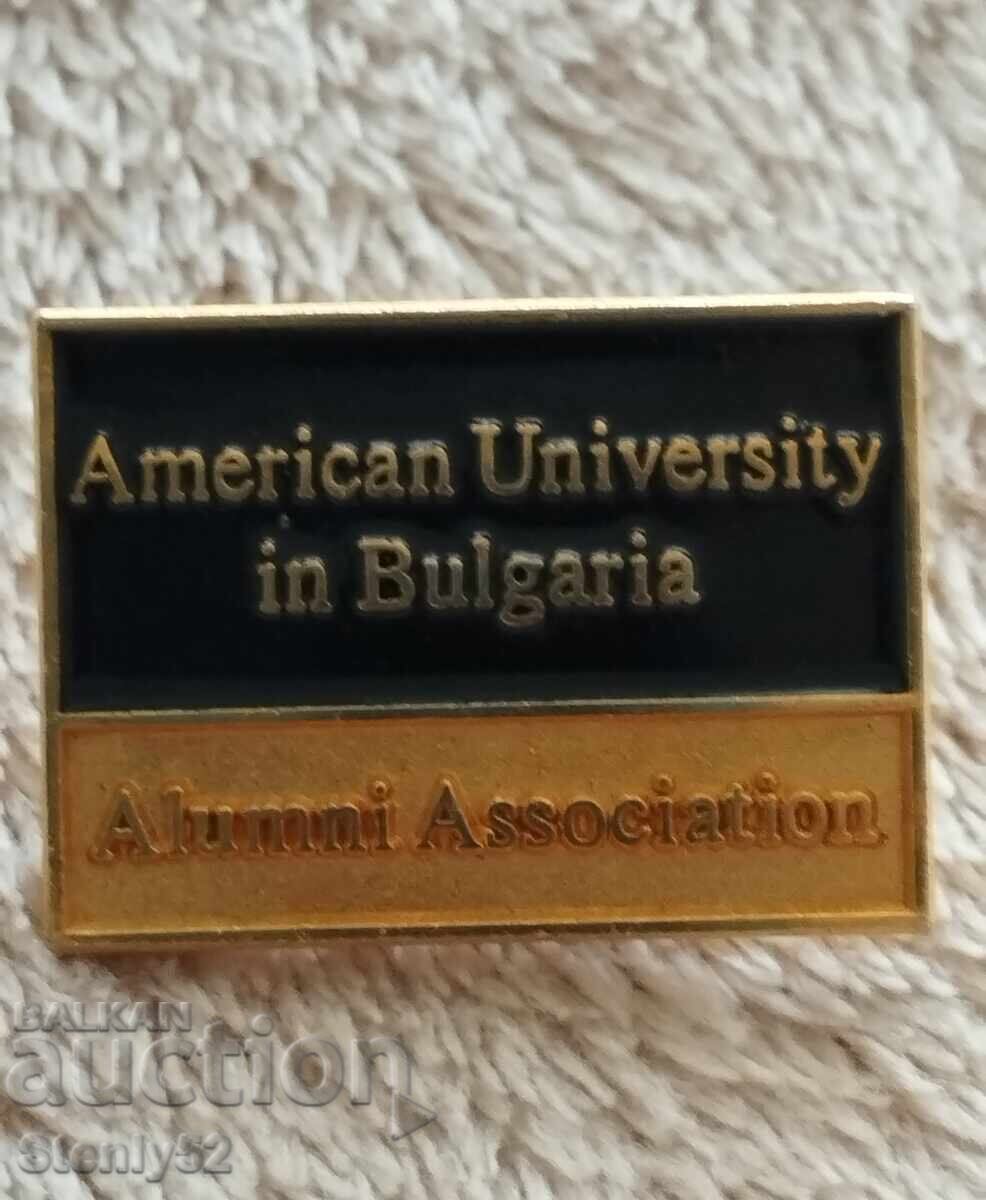 American University
in Bulgaria
Alumni Association
BALKAN
auction
Stenly52